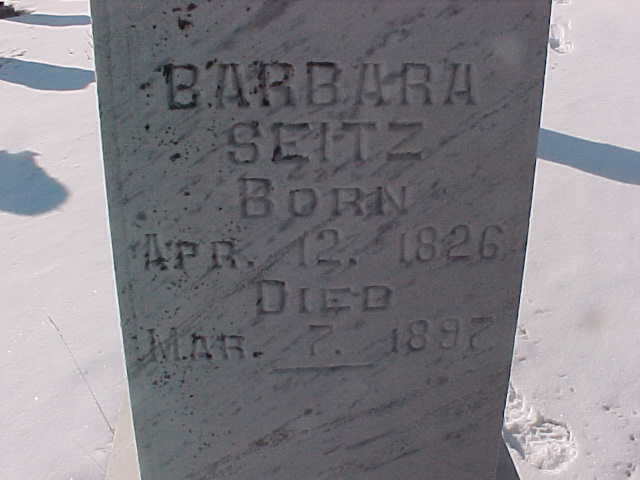 BARBARA
SEITZ
BORN
APR. 12. 1826
DIED
MAR. 7. 1897